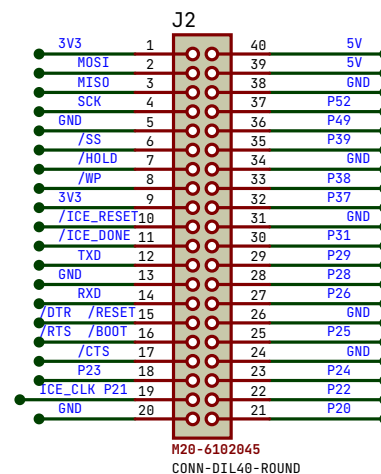 J2
3V3 1 40 5V
MOSI 2 39 5V
MISO 3 38 GND
SCK 4 37 P52
GND 5 36 P49
/SS 6 35 P39
/HOLD 7 34 GND
/WP 8 33 P38
3V3 9 32 P37
/ICE_RESET 10 31 GND
/ICE_DONE 11 30 P31
TXD 12 29 P29
GND 13 28 P28
RXD 14 27 P26
/DTR /RESET 15 26 GND
/RTS /BOOT 16 25 P25
/CTS 17 24 GND
P23 18 23 P24
ICE_CLK P21 19 22 P22
GND 20 21 P20
M20-6102045
CONN-DIL40-ROUND